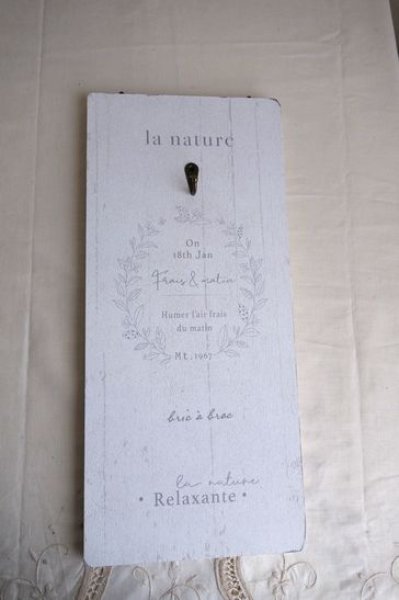 la nature
On
18th Jan
Frais & matin
Humer l'air frais
du matin
Mt. 1967
bric à brac
la nature
• Relaxante •